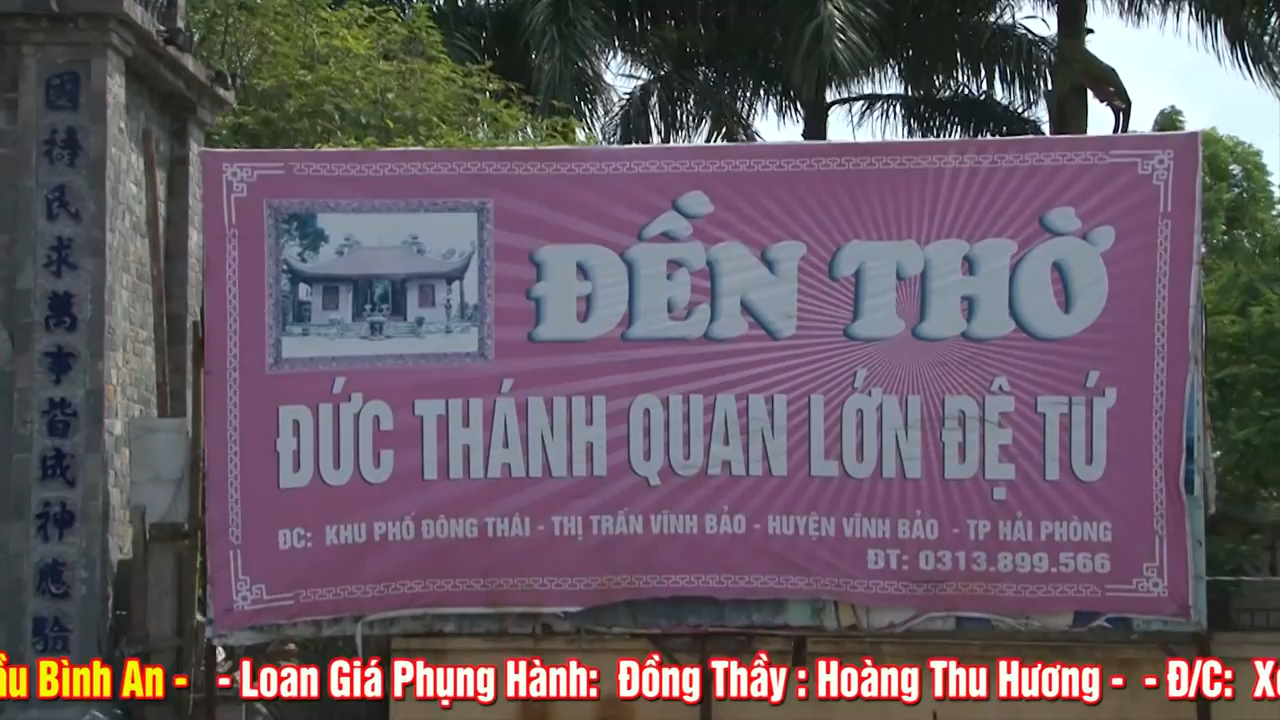 國禱民求萬事皆成神應驗
ĐỀN THỜ
ĐỨC THÁNH QUAN LỚN ĐỆ TỨ
ĐC: KHU PHỐ ĐÔNG THÁI - THỊ TRẤN VĨNH BẢO - HUYỆN VĨNH BẢO - TP HẢI PHÒNG
ĐT: 0313.899.566
Bình An - - Loan Giá Phụng Hành: Đồng Thầy : Hoàng Thu Hương - - Đ/C: